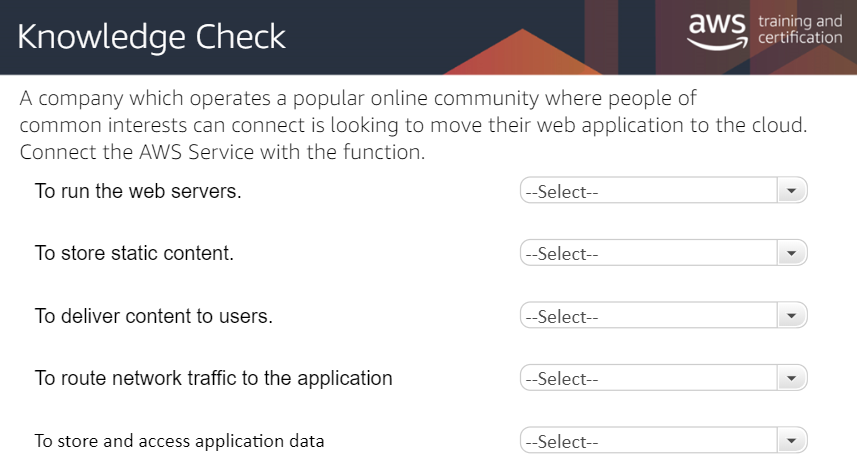 Knowledge Check
aws training and
certification
A company which operates a popular online community where people of
common interests can connect is looking to move their web application to the cloud.
Connect the AWS Service with the function.
To run the web servers.
--Select--
To store static content.
--Select--
To deliver content to users.
--Select--
To route network traffic to the application
--Select--
To store and access application data
--Select--